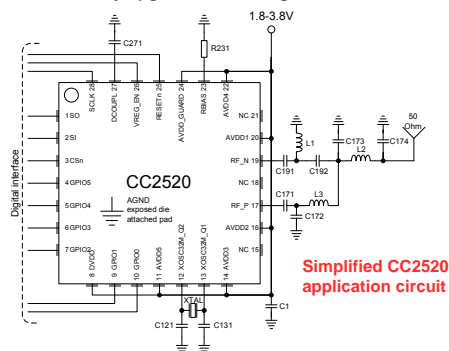 1.8-3.8V
C271
R231
SCLK 28
DCOUPL 27
VREG_EN 26
RESETn 25
AVDD_GUARD 24
RBIAS 23
AVDD4 22
1 SO
2 SI
3 CSn
4 GPIO5
5 GPIO4
6 GPIO3
7 GPIO2
Digital interface
CC2520
AGND
exposed die
attached pad
NC 21
AVDD1 20
RF_N 19
NC 18
RF_P 17
AVDD2 16
NC 15
8 DVDD
9 GPIO1
10 GPIO0
11 AVDD5
12 XOSC32M_Q2
13 XOSC32M_Q1
14 AVDD3
L1
C191
C192
C173
L2
C174
50
Ohm
C171
L3
C172
XTAL
C121
C131
C1
Simplified CC2520
application circuit